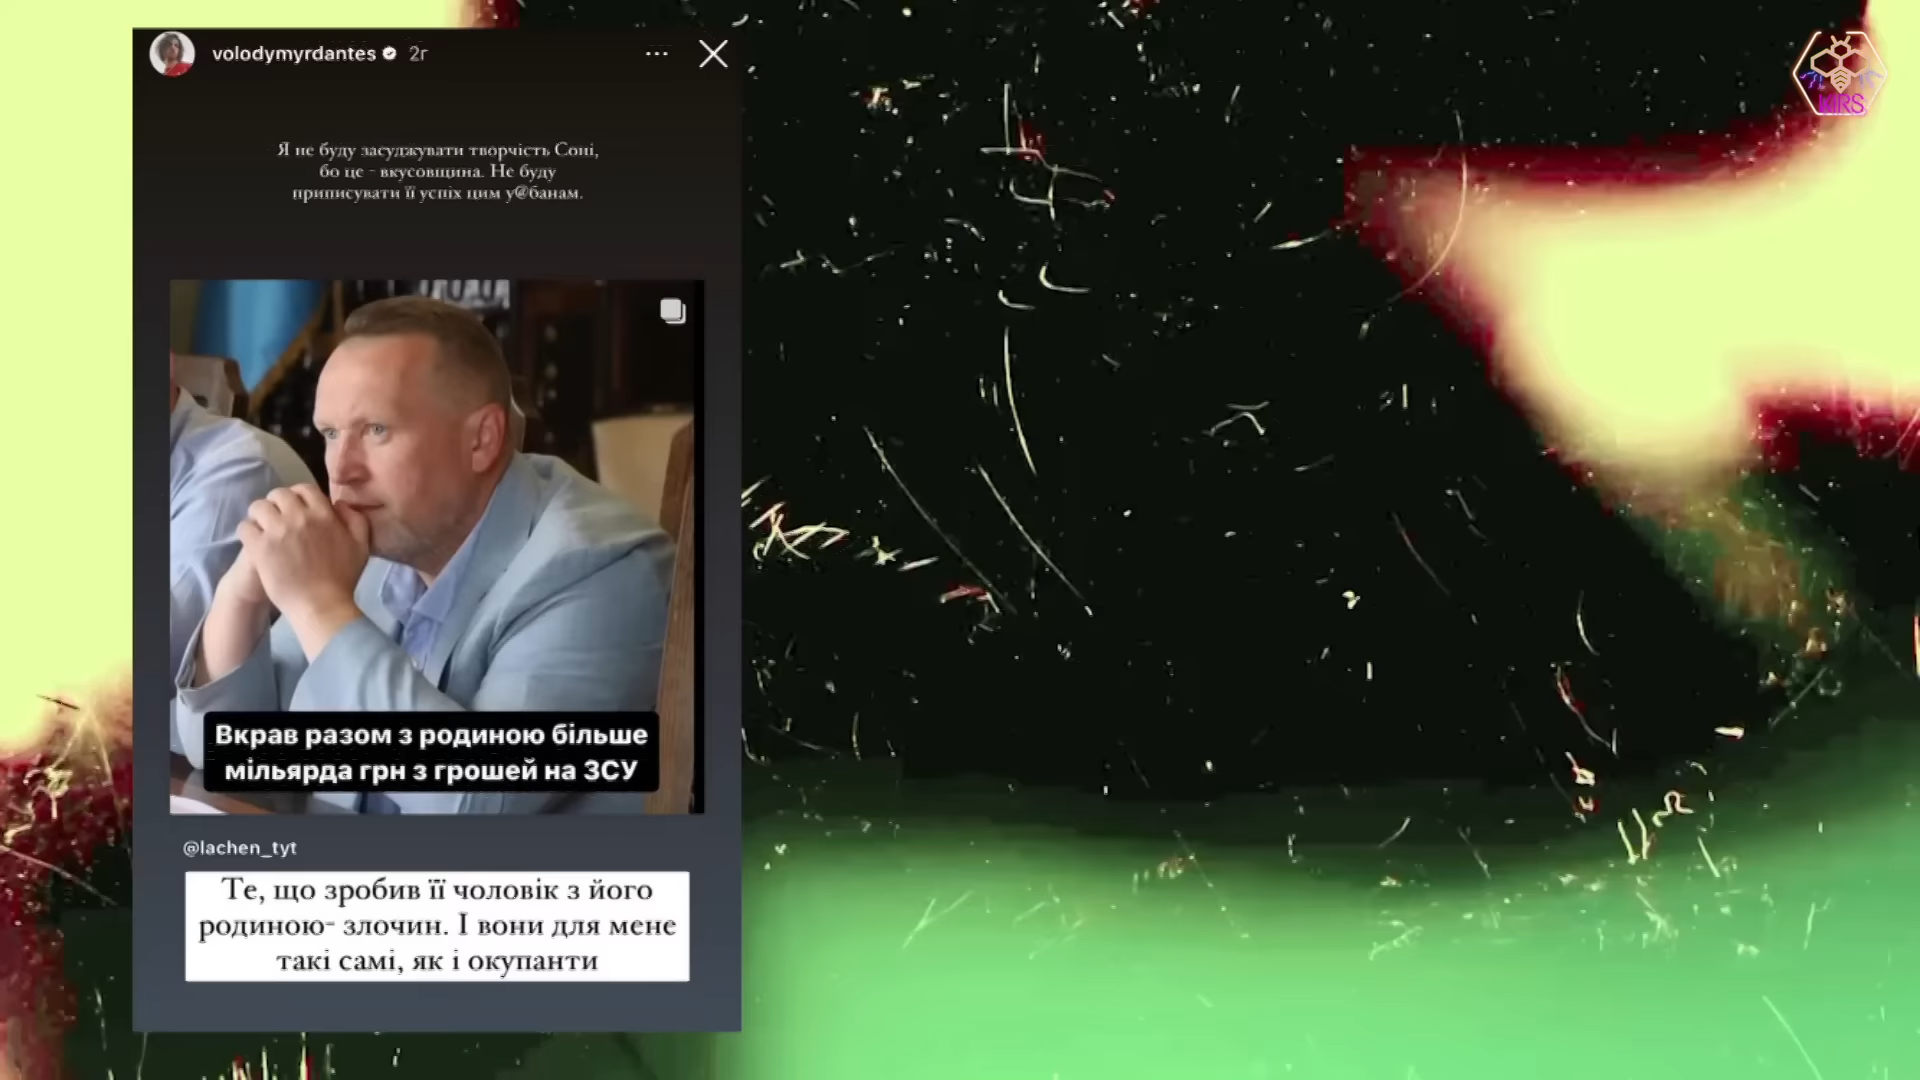 volodymyrdantes 2г
Я не буду засуджувати творчість Соні,
бо це - вкусовщина. Не буду
приписувати її успіх цим у@банам.
Вкрав разом з родиною більше
мільярда грн з грошей на ЗСУ
@lachen_tyt
Те, що зробив її чоловік з його
родиною- злочин. І вони для мене
такі самі, як і окупанти